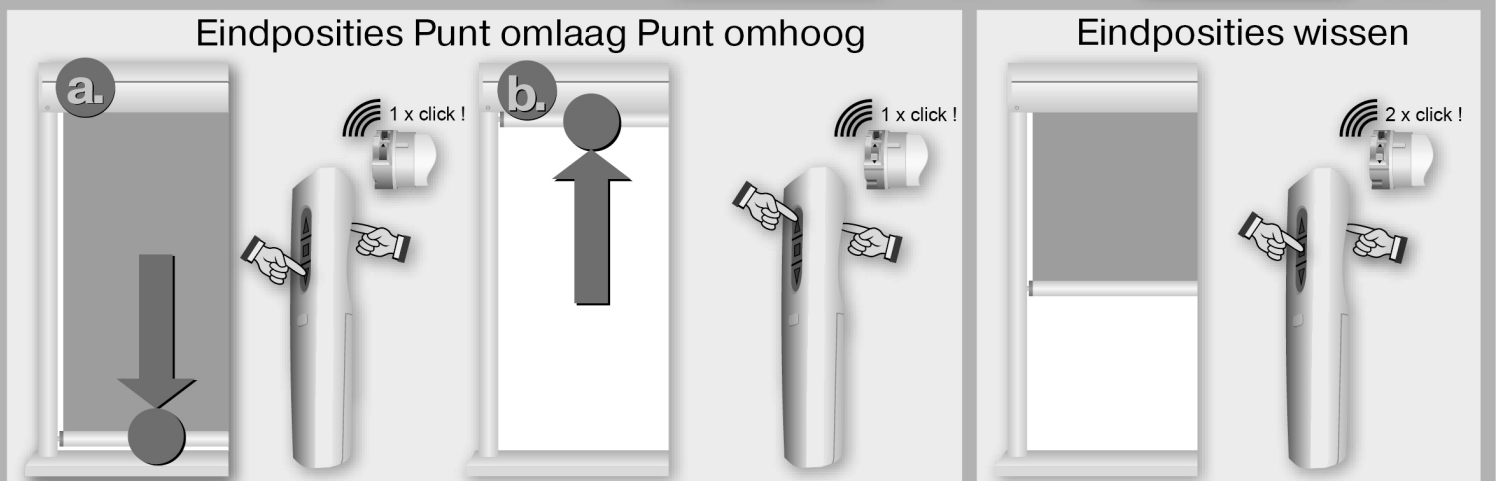 Eindposities Punt omlaag Punt omhoog
a.
1 x click !
b.
1 x click !
Eindposities wissen
2 x click !